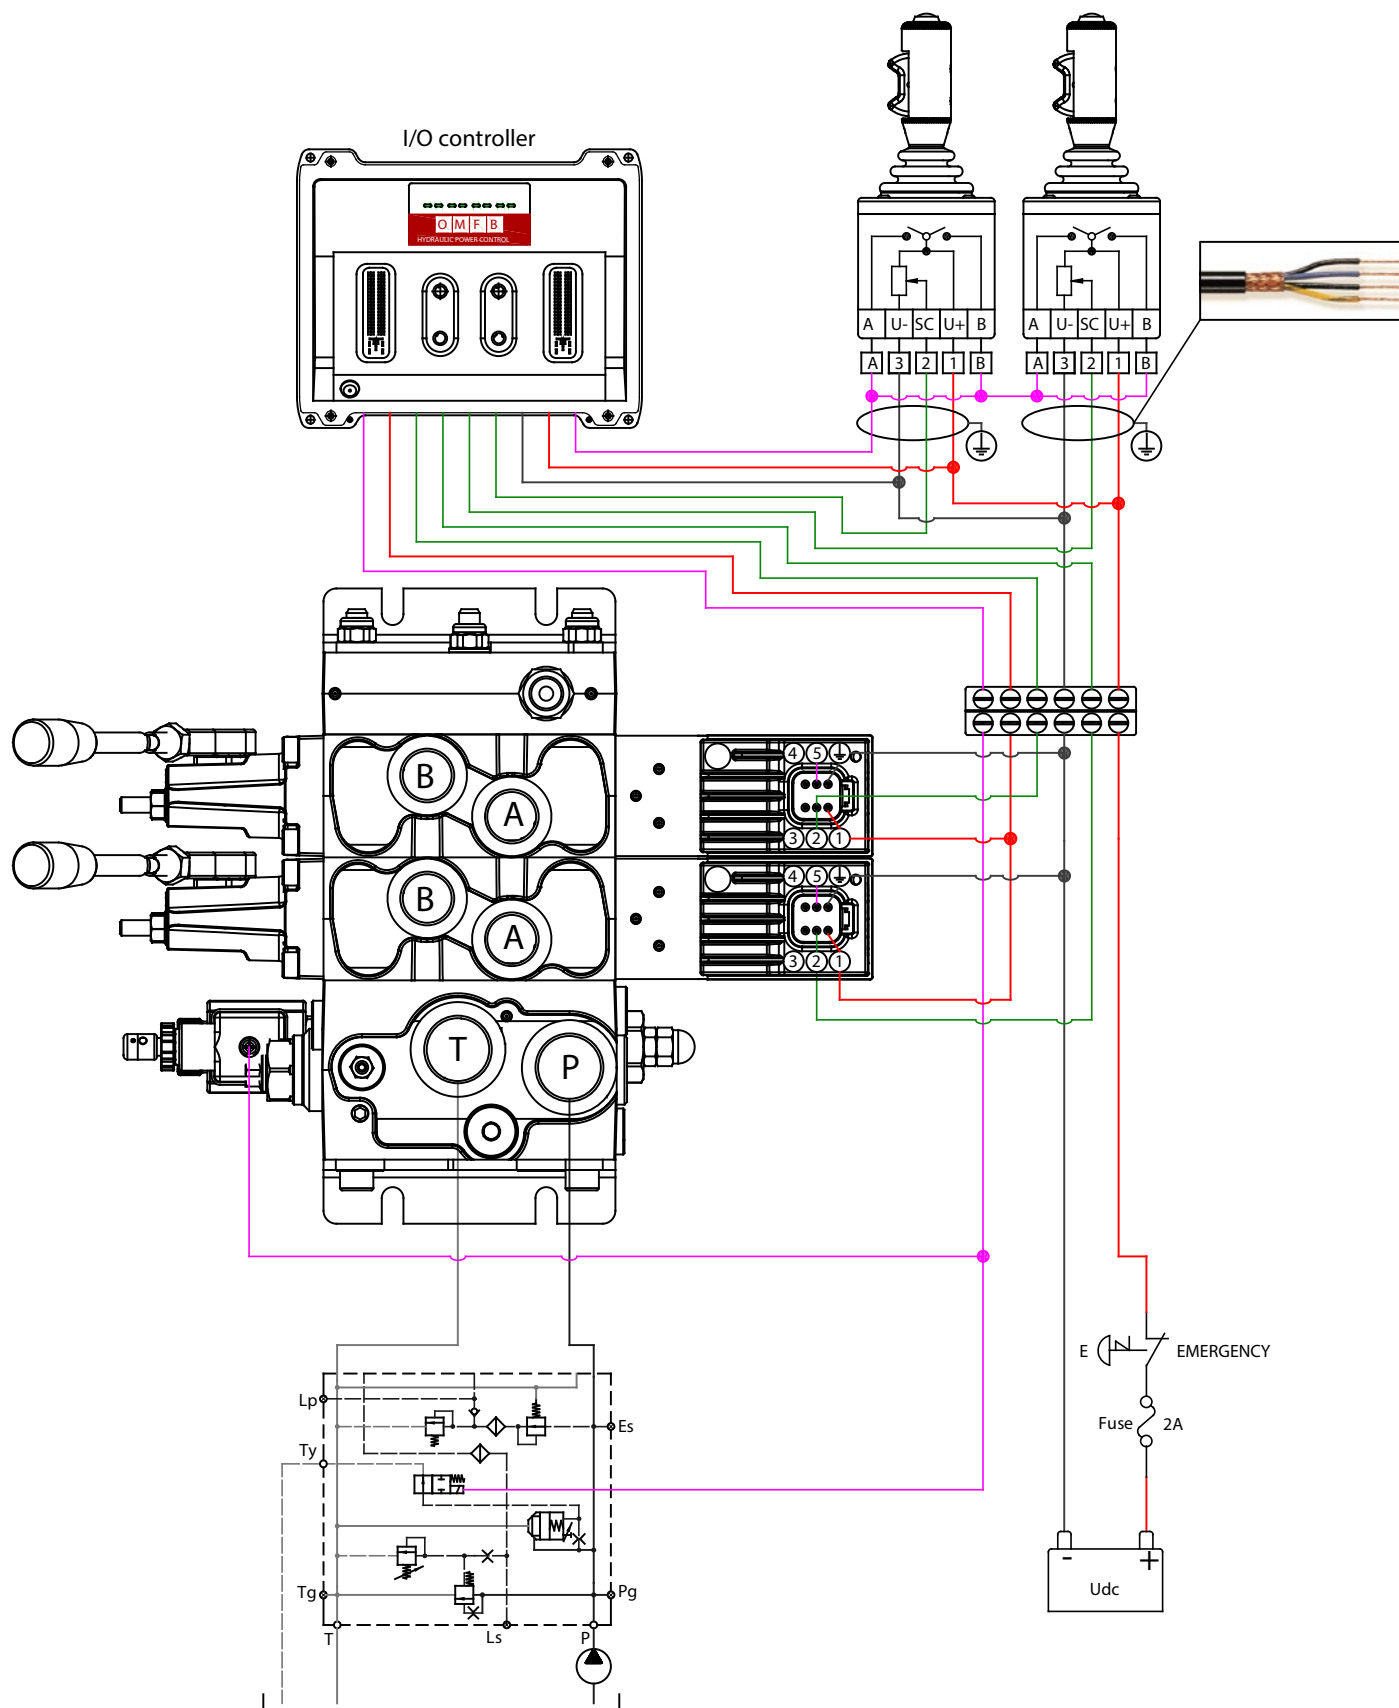 I/O controller
O M F B
HYDRAULIC POWER CONTROL
A U- SC U+ B
A U- SC U+ B
A 3 2 1 B
A 3 2 1 B
B
A
4 5
3 2 1
B
A
4 5
3 2 1
T
P
E
EMERGENCY
Fuse 2A
Lp
Es
Ty
Tg
Pg
T
Ls
P
- +
Udc